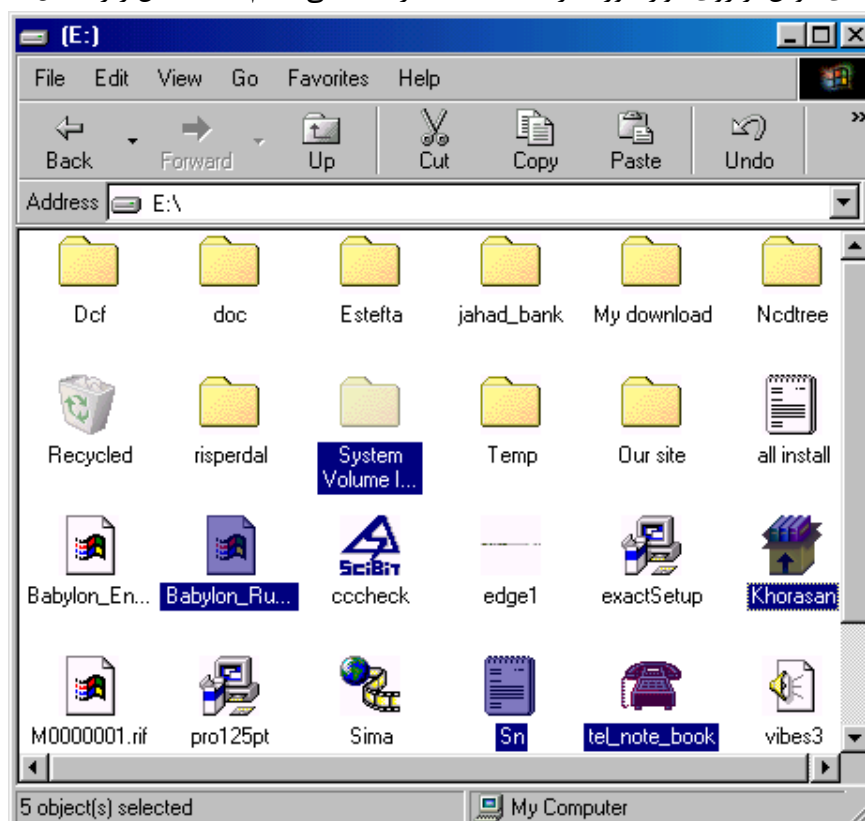 (E:)
File Edit View Go Favorites Help
Back Forward Up Cut Copy Paste Undo »
Address E:\
Dcf doc Estefta jahad_bank My download Ncdtree
Recycled risperdal System Temp Our site all install
Volume I...
Babylon_En... Babylon_Ru... cccheck edge1 exactSetup Khorasan
SciBiT
M0000001.rif pro125pt Sima Sn tel_note_book vibes3
5 object(s) selected My Computer